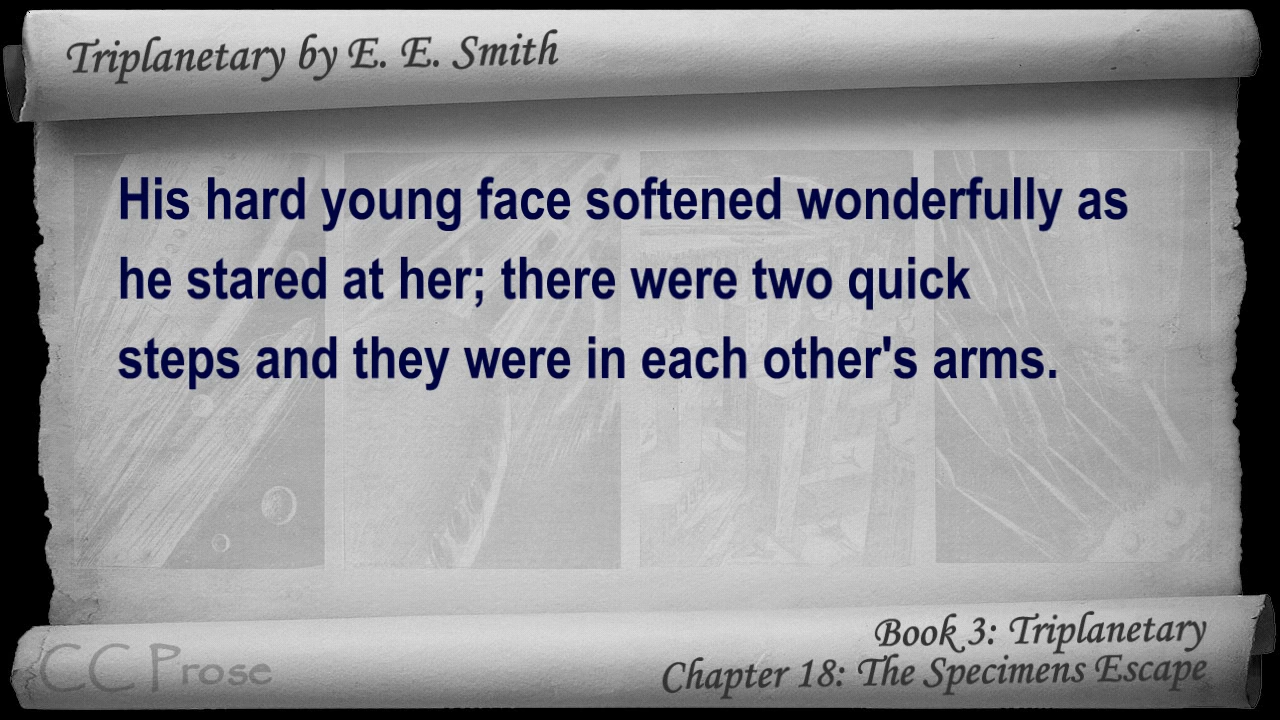 Triplanetary by E. E. Smith
His hard young face softened wonderfully as
he stared at her; there were two quick
steps and they were in each other's arms.
Book 3: Triplanetary
Chapter 18: The Specimens Escape
CC Prose